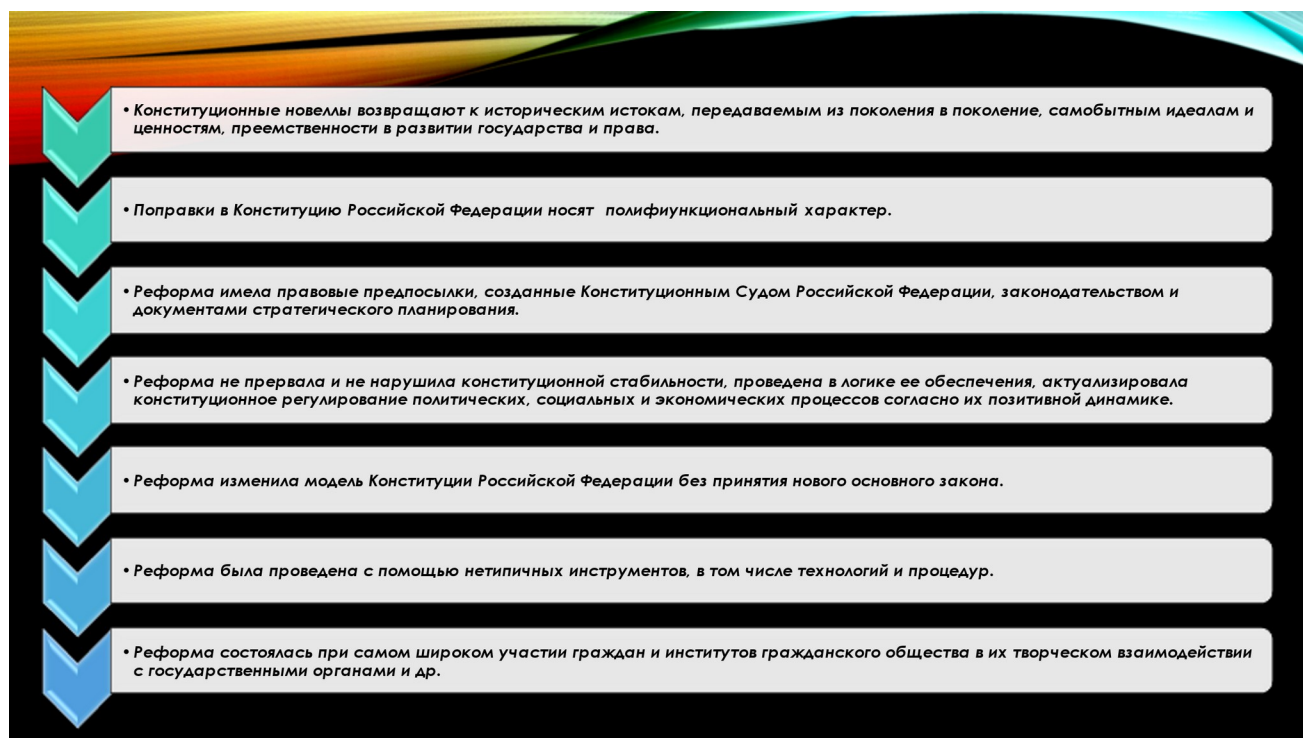 • Конституционные новеллы возвращают к историческим истокам, передаваемым из поколения в поколение, самобытным идеалам и
ценностям, преемственности в развитии государства и права.
• Поправки в Конституцию Российской Федерации носят полифиункциональный характер.
• Реформа имела правовые предпосылки, созданные Конституционным Судом Российской Федерации, законодательством и
документами стратегического планирования.
• Реформа не прервала и не нарушила конституционной стабильности, проведена в логике ее обеспечения, актуализировала
конституционное регулирование политических, социальных и экономических процессов согласно их позитивной динамике.
• Реформа изменила модель Конституции Российской Федерации без принятия нового основного закона.
• Реформа была проведена с помощью нетипичных инструментов, в том числе технологий и процедур.
• Реформа состоялась при самом широком участии граждан и институтов гражданского общества в их творческом взаимодействии
с государственными органами и др.